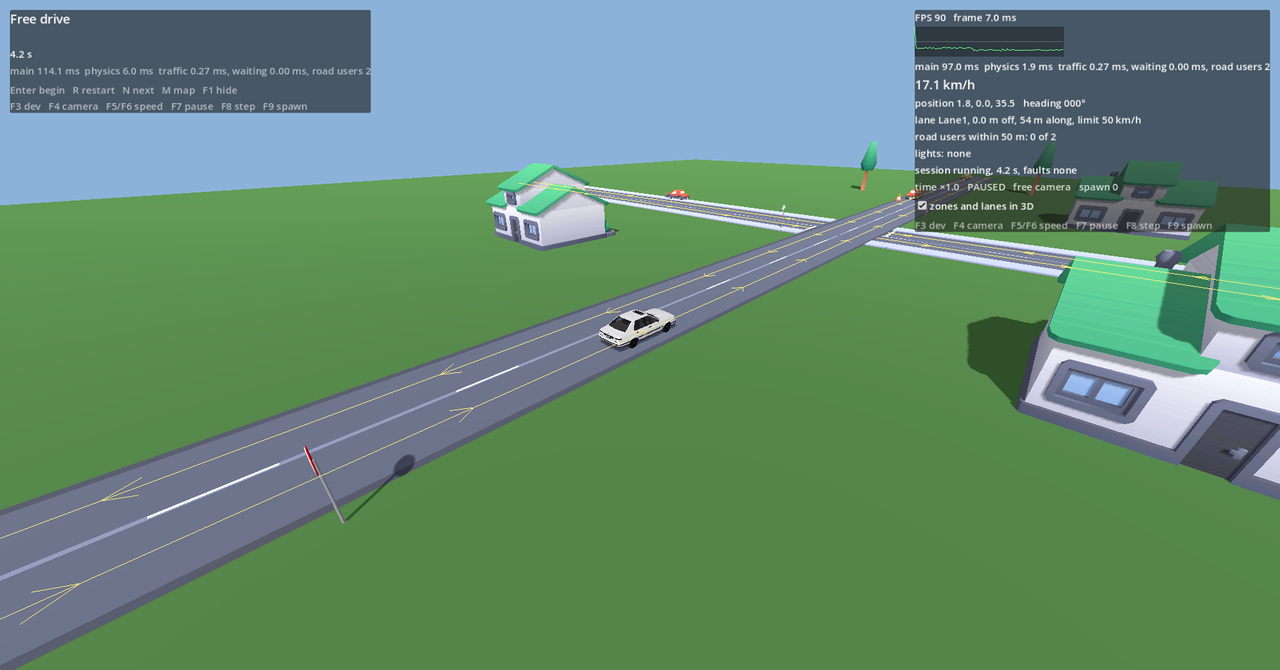 Free drive
4.2 s
main 114.1 ms physics 6.0 ms traffic 0.27 ms, waiting 0.00 ms, road users 2
Enter begin R restart N next M map F1 hide
F3 dev F4 camera F5/F6 speed F7 pause F8 step F9 spawn
FPS 90 frame 7.0 ms
main 97.0 ms physics 1.9 ms traffic 0.27 ms, waiting 0.00 ms, road users 2
17.1 km/h
position 1.8, 0.0, 35.5 heading 000°
lane Lane1, 0.0 m off, 54 m along, limit 50 km/h
road users within 50 m: 0 of 2
lights: none
session running, 4.2 s, faults none
time ×1.0 PAUSED free camera spawn 0
zones and lanes in 3D
F3 dev F4 camera F5/F6 speed F7 pause F8 step F9 spawn